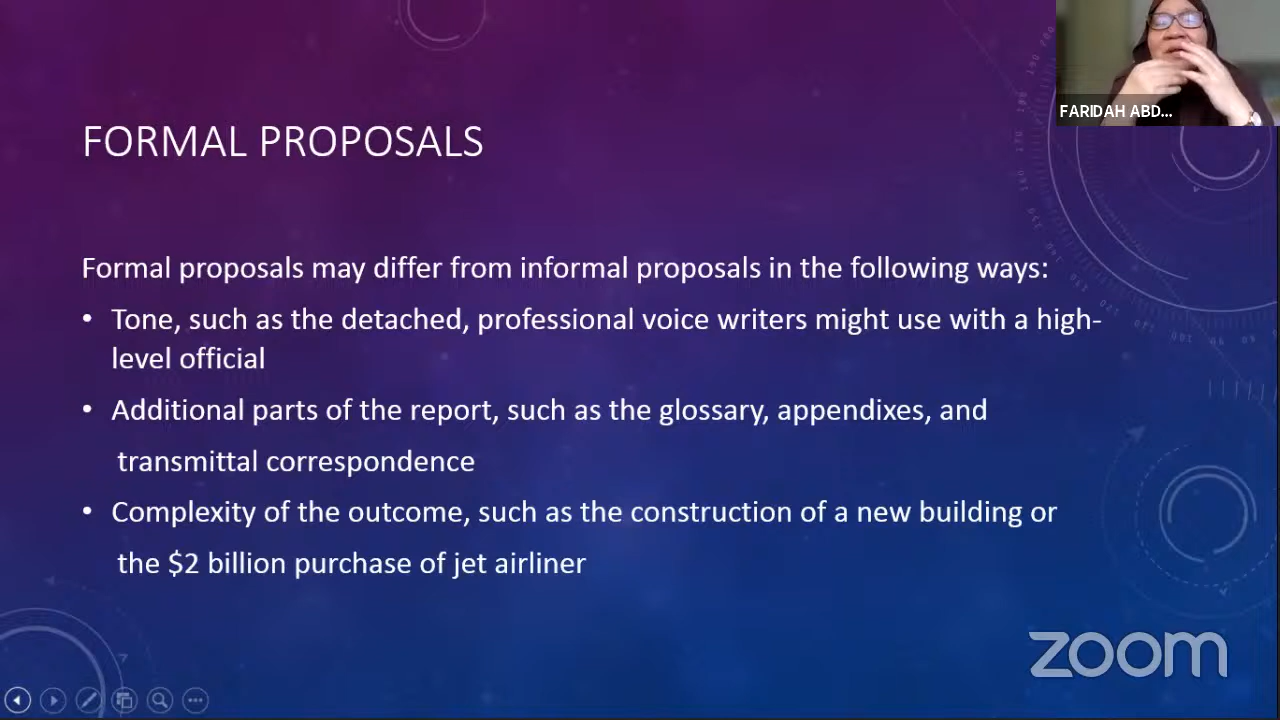 FARIDAH ABD...
FORMAL PROPOSALS
Formal proposals may differ from informal proposals in the following ways:
• Tone, such as the detached, professional voice writers might use with a high-
level official
• Additional parts of the report, such as the glossary, appendixes, and
transmittal correspondence
• Complexity of the outcome, such as the construction of a new building or
the $2 billion purchase of jet airliner
zoom